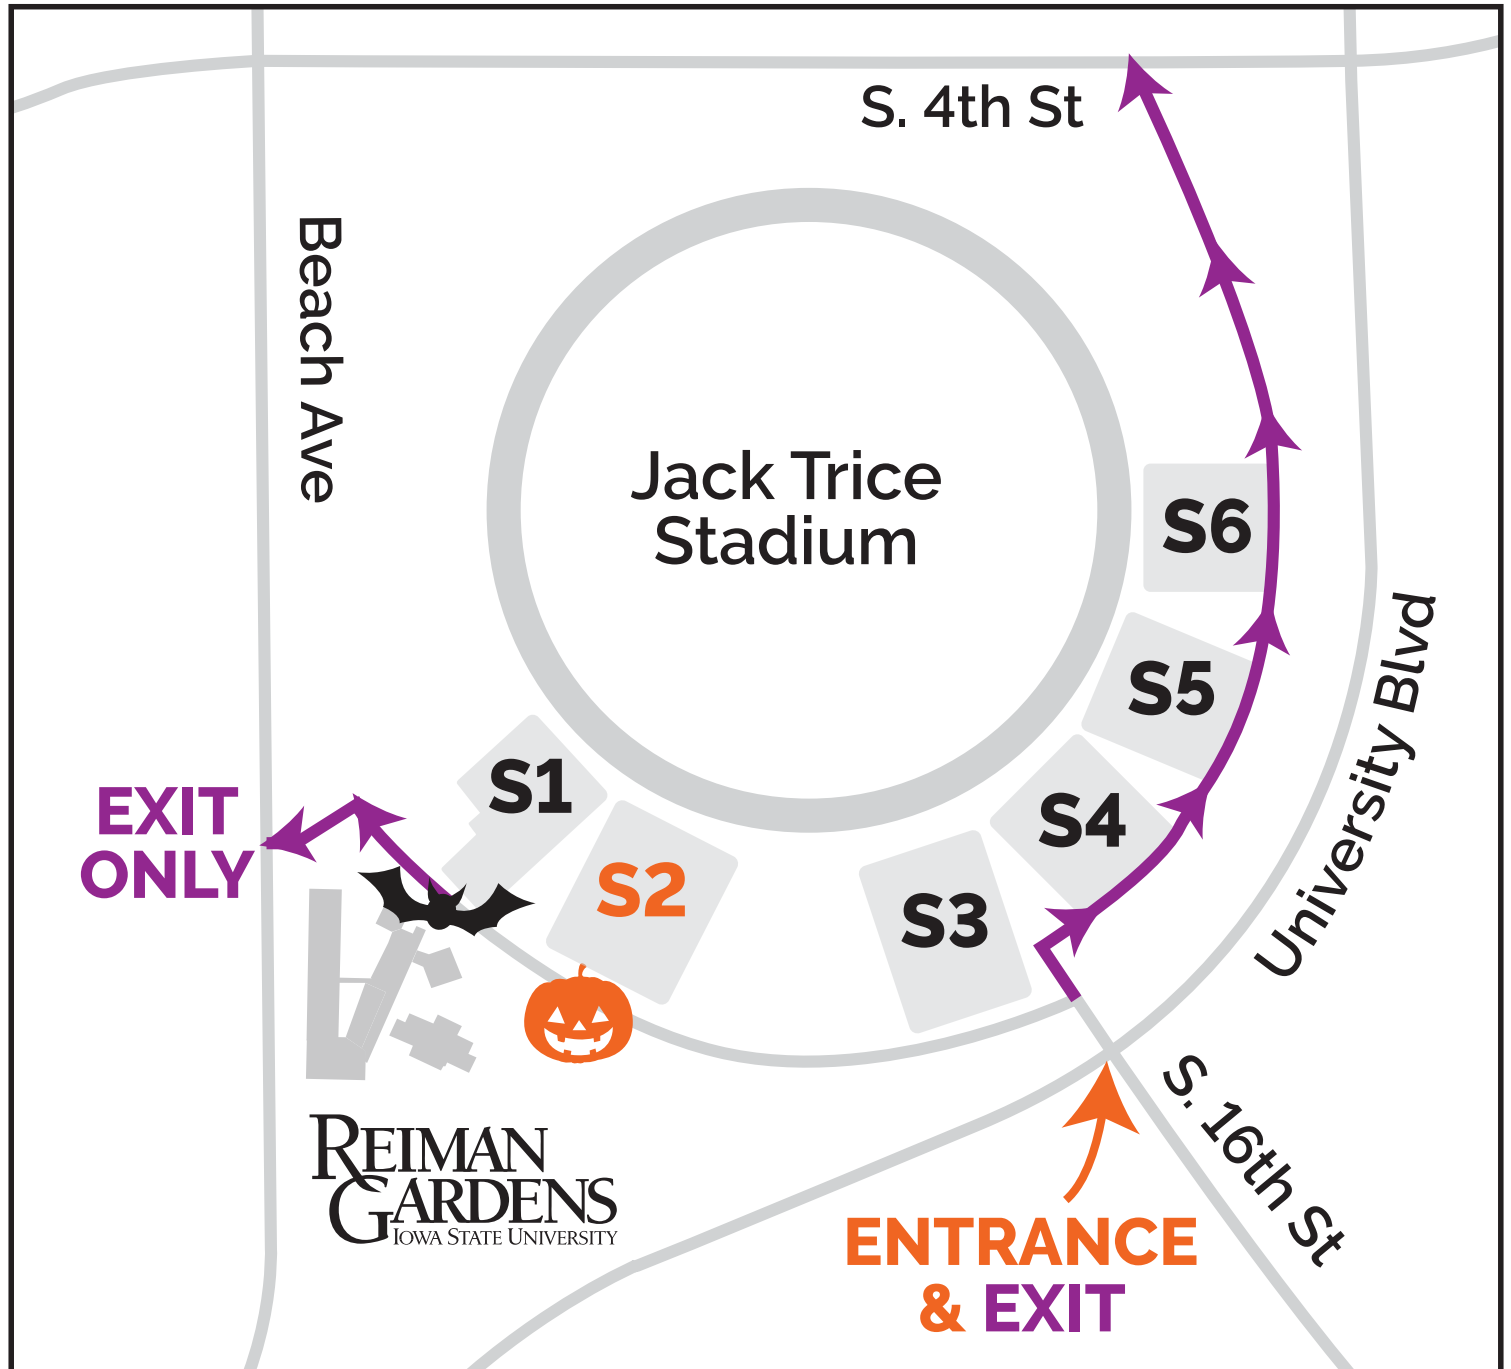 S. 4th St
Beach Ave
Jack Trice
Stadium
S6
S5
University Blvd
S1
S4
EXIT
ONLY
S2
S3
S. 16th St
REIMAN
GARDENS
IOWA STATE UNIVERSITY
ENTRANCE
& EXIT